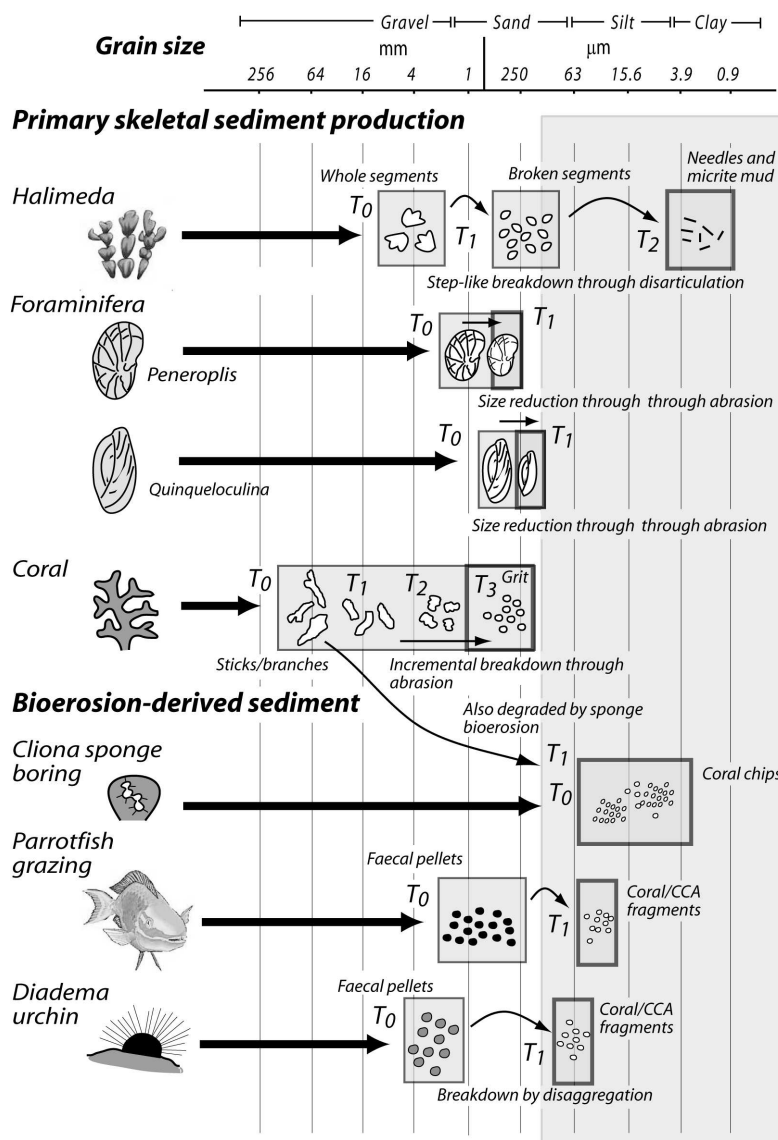 Gravel Sand Silt Clay
Grain size mm µm
256 64 16 4 1 250 63 15.6 3.9 0.9
Primary skeletal sediment production
Needles and
micrite mud
Whole segments Broken segments
Halimeda
T0 T1 T2
Step-like breakdown through disarticulation
Foraminifera
T0 T1
Peneroplis
Size reduction through through abrasion
T0 T1
Quinqueloculina
Size reduction through through abrasion
Coral
T0 T1 T2 T3 Grit
Sticks/branches
Incremental breakdown through
abrasion
Bioerosion-derived sediment
Also degraded by sponge
bioerosion
Cliona sponge
boring
T1
T0
Coral chips
Parrotfish
grazing
Faecal pellets
T0 T1
Coral/CCA
fragments
Diadema
urchin
Faecal pellets
T0 T1
Coral/CCA
fragments
Breakdown by disaggregation